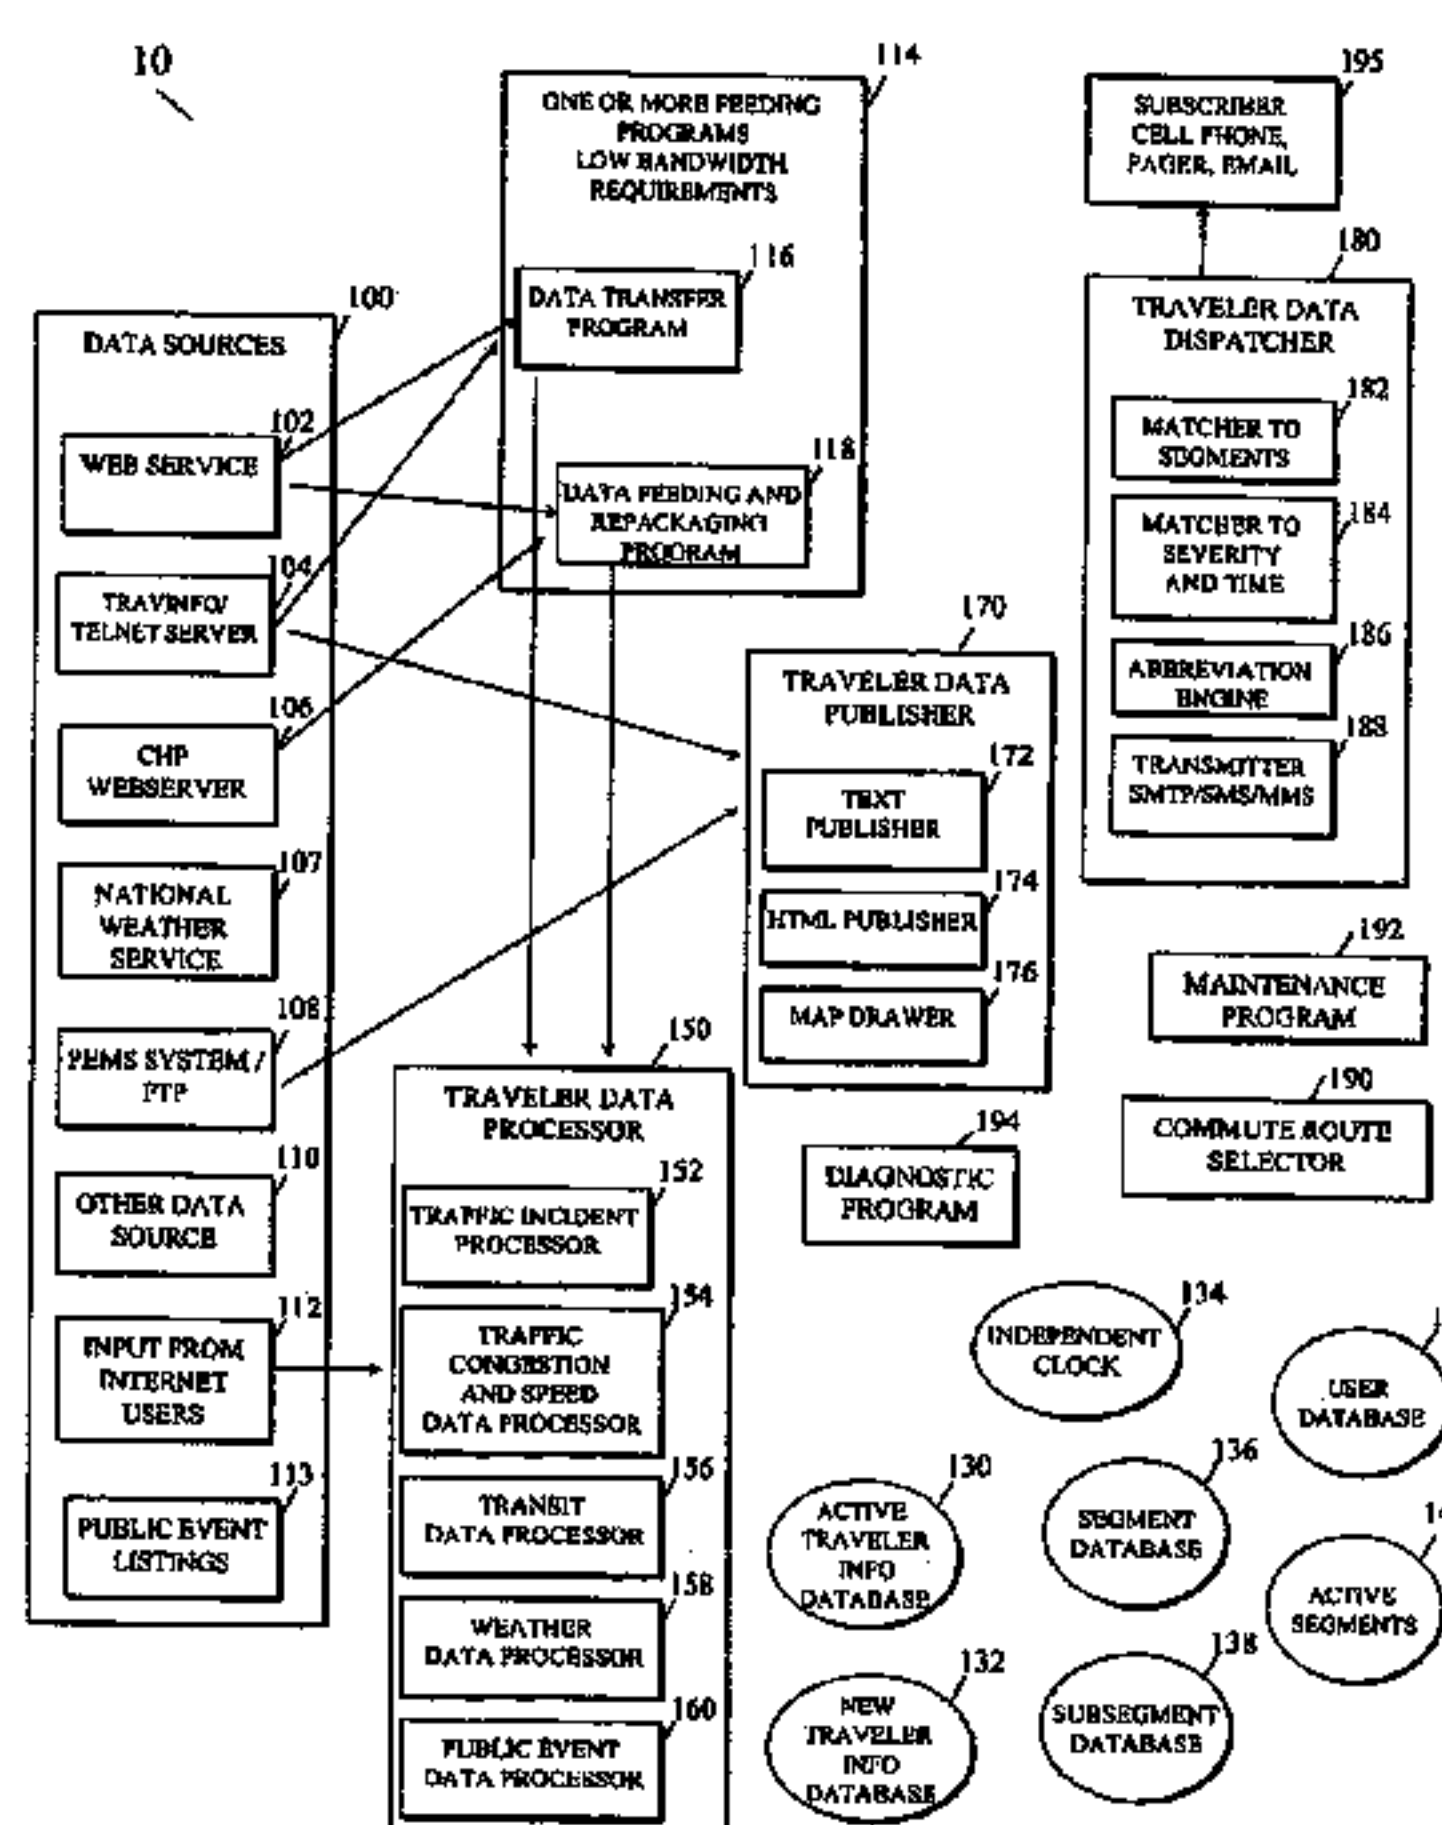 10
114
ONE OR MORE FEEDING
PROGRAMS
LOW BANDWIDTH
REQUIREMENTS
116
DATA TRANSFER
PROGRAM
118
DATA FEEDING AND
REPACKAGING
PROGRAM
195
SUBSCRIBER
CELL PHONE,
PAGER, EMAIL
180
TRAVELER DATA
DISPATCHER
182
MATCHER TO
SEGMENTS
184
MATCHER TO
SEVERITY
AND TIME
186
ABBREVIATION
ENGINE
188
TRANSMITTER
SMTP/SMS/MMS
100
DATA SOURCES
102
WEB SERVICE
104
TRAVINFO/
TELNET SERVER
106
CHP
WEBSERVER
107
NATIONAL
WEATHER
SERVICE
108
PEMS SYSTEM /
FTP
110
OTHER DATA
SOURCE
112
INPUT FROM
INTERNET
USERS
113
PUBLIC EVENT
LISTINGS
170
TRAVELER DATA
PUBLISHER
172
TEXT
PUBLISHER
174
HTML PUBLISHER
176
MAP DRAWER
192
MAINTENANCE
PROGRAM
190
COMMUTE ROUTE
SELECTOR
194
DIAGNOSTIC
PROGRAM
150
TRAVELER DATA
PROCESSOR
152
TRAFFIC INCIDENT
PROCESSOR
154
TRAFFIC
CONGESTION
AND SPEED
DATA PROCESSOR
156
TRANSIT
DATA PROCESSOR
158
WEATHER
DATA PROCESSOR
160
PUBLIC EVENT
DATA PROCESSOR
134
INDEPENDENT
CLOCK
USER
DATABASE
130
ACTIVE
TRAVELER
INFO
DATABASE
136
SEGMENT
DATABASE
ACTIVE
SEGMENTS
132
NEW
TRAVELER
INFO
DATABASE
138
SUBSEGMENT
DATABASE